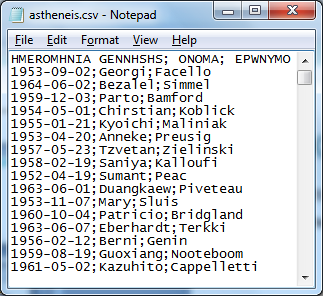 astheneis.csv - Notepad
File Edit Format View Help
HMEROMHNIA GENNHSHS; ONOMA; EPWNYMO
1953-09-02;Georgi;Facello
1964-06-02;Bezalel;Simmel
1959-12-03;Parto;Bamford
1954-05-01;Chirstian;Koblick
1955-01-21;Kyoichi;Maliniak
1953-04-20;Anneke;Preusig
1957-05-23;Tzvetan;Zielinski
1958-02-19;Saniya;Kalloufi
1952-04-19;Sumant;Peac
1963-06-01;Duangkaew;Piveteau
1953-11-07;Mary;Sluis
1960-10-04;Patricio;Bridgland
1963-06-07;Eberhardt;Terkki
1956-02-12;Berni;Genin
1959-08-19;Guoxiang;Nooteboom
1961-05-02;Kazuhito;Cappelletti